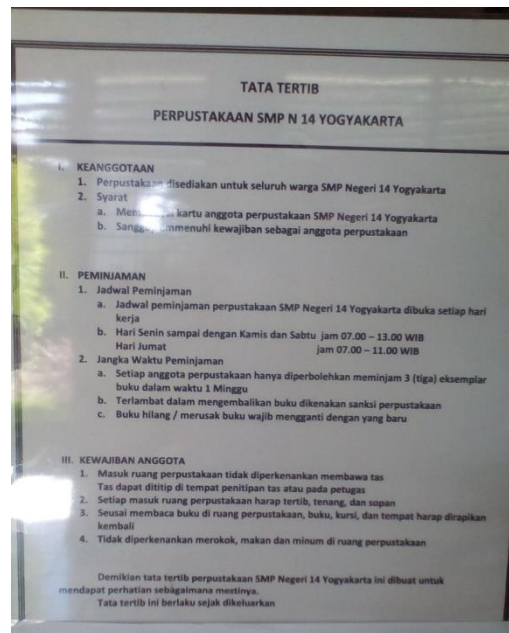 TATA TERTIB
PERPUSTAKAAN SMP N 14 YOGYAKARTA
I. KEANGGOTAAN
1. Perpustakaan disediakan untuk seluruh warga SMP Negeri 14 Yogyakarta
2. Syarat
a. kartu anggota perpustakaan SMP Negeri 14 Yogyakarta
b. kewajiban sebagai anggota perpustakaan
II. PEMINJAMAN
1. Jadwal Peminjaman
a. Jadwal peminjaman perpustakaan SMP Negeri 14 Yogyakarta dibuka setiap hari
kerja
b. Hari Senin sampai dengan Kamis dan Sabtu jam 07.00 – 13.00 WIB
Hari Jumat jam 07.00 – 11.00 WIB
2. Jangka Waktu Peminjaman
a. Setiap anggota perpustakaan hanya diperbolehkan meminjam 3 (tiga) eksemplar
buku dalam waktu 1 Minggu
b. Terlambat dalam mengembalikan buku dikenakan sanksi perpustakaan
c. Buku hilang / merusak buku wajib mengganti dengan yang baru
III. KEWAJIBAN ANGGOTA
1. Masuk ruang perpustakaan tidak diperkenankan membawa tas
Tas dapat dititip di tempat penitipan tas atau pada petugas
2. Setiap masuk ruang perpustakaan harap tertib, tenang, dan sopan
3. Seusai membaca buku di ruang perpustakaan, buku, kursi, dan tempat harap dirapikan
kembali
4. Tidak diperkenankan merokok, makan dan minum di ruang perpustakaan
Demikian tata tertib perpustakaan SMP Negeri 14 Yogyakarta ini dibuat untuk
mendapat perhatian sebagaimana mestinya.
Tata tertib ini berlaku sejak dikeluarkan